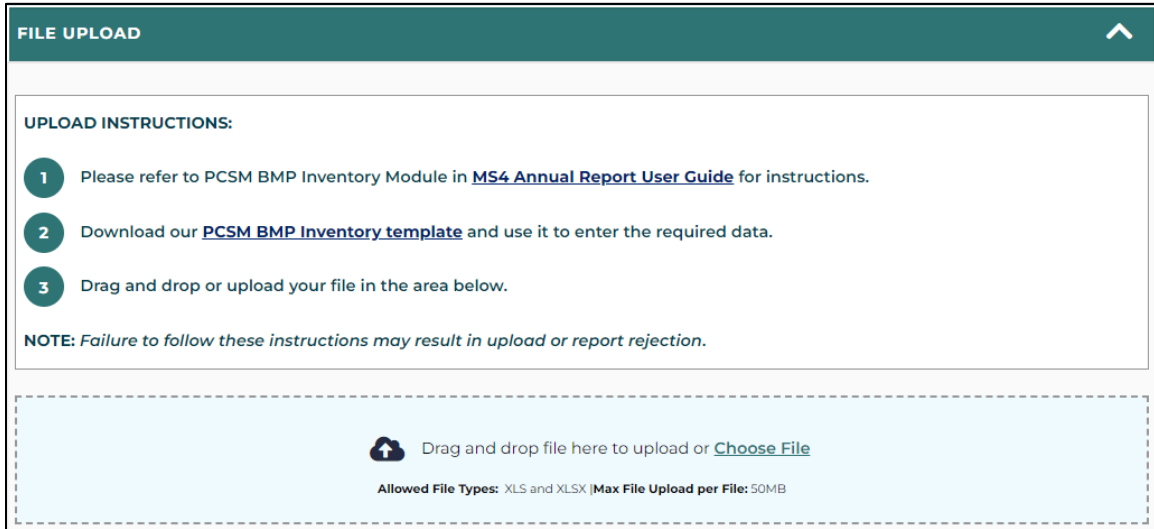 FILE UPLOAD
UPLOAD INSTRUCTIONS:
1 Please refer to PCSM BMP Inventory Module in MS4 Annual Report User Guide for instructions.
2 Download our PCSM BMP Inventory template and use it to enter the required data.
3 Drag and drop or upload your file in the area below.
NOTE: Failure to follow these instructions may result in upload or report rejection.
Drag and drop file here to upload or Choose File
Allowed File Types: XLS and XLSX |Max File Upload per File: 50MB